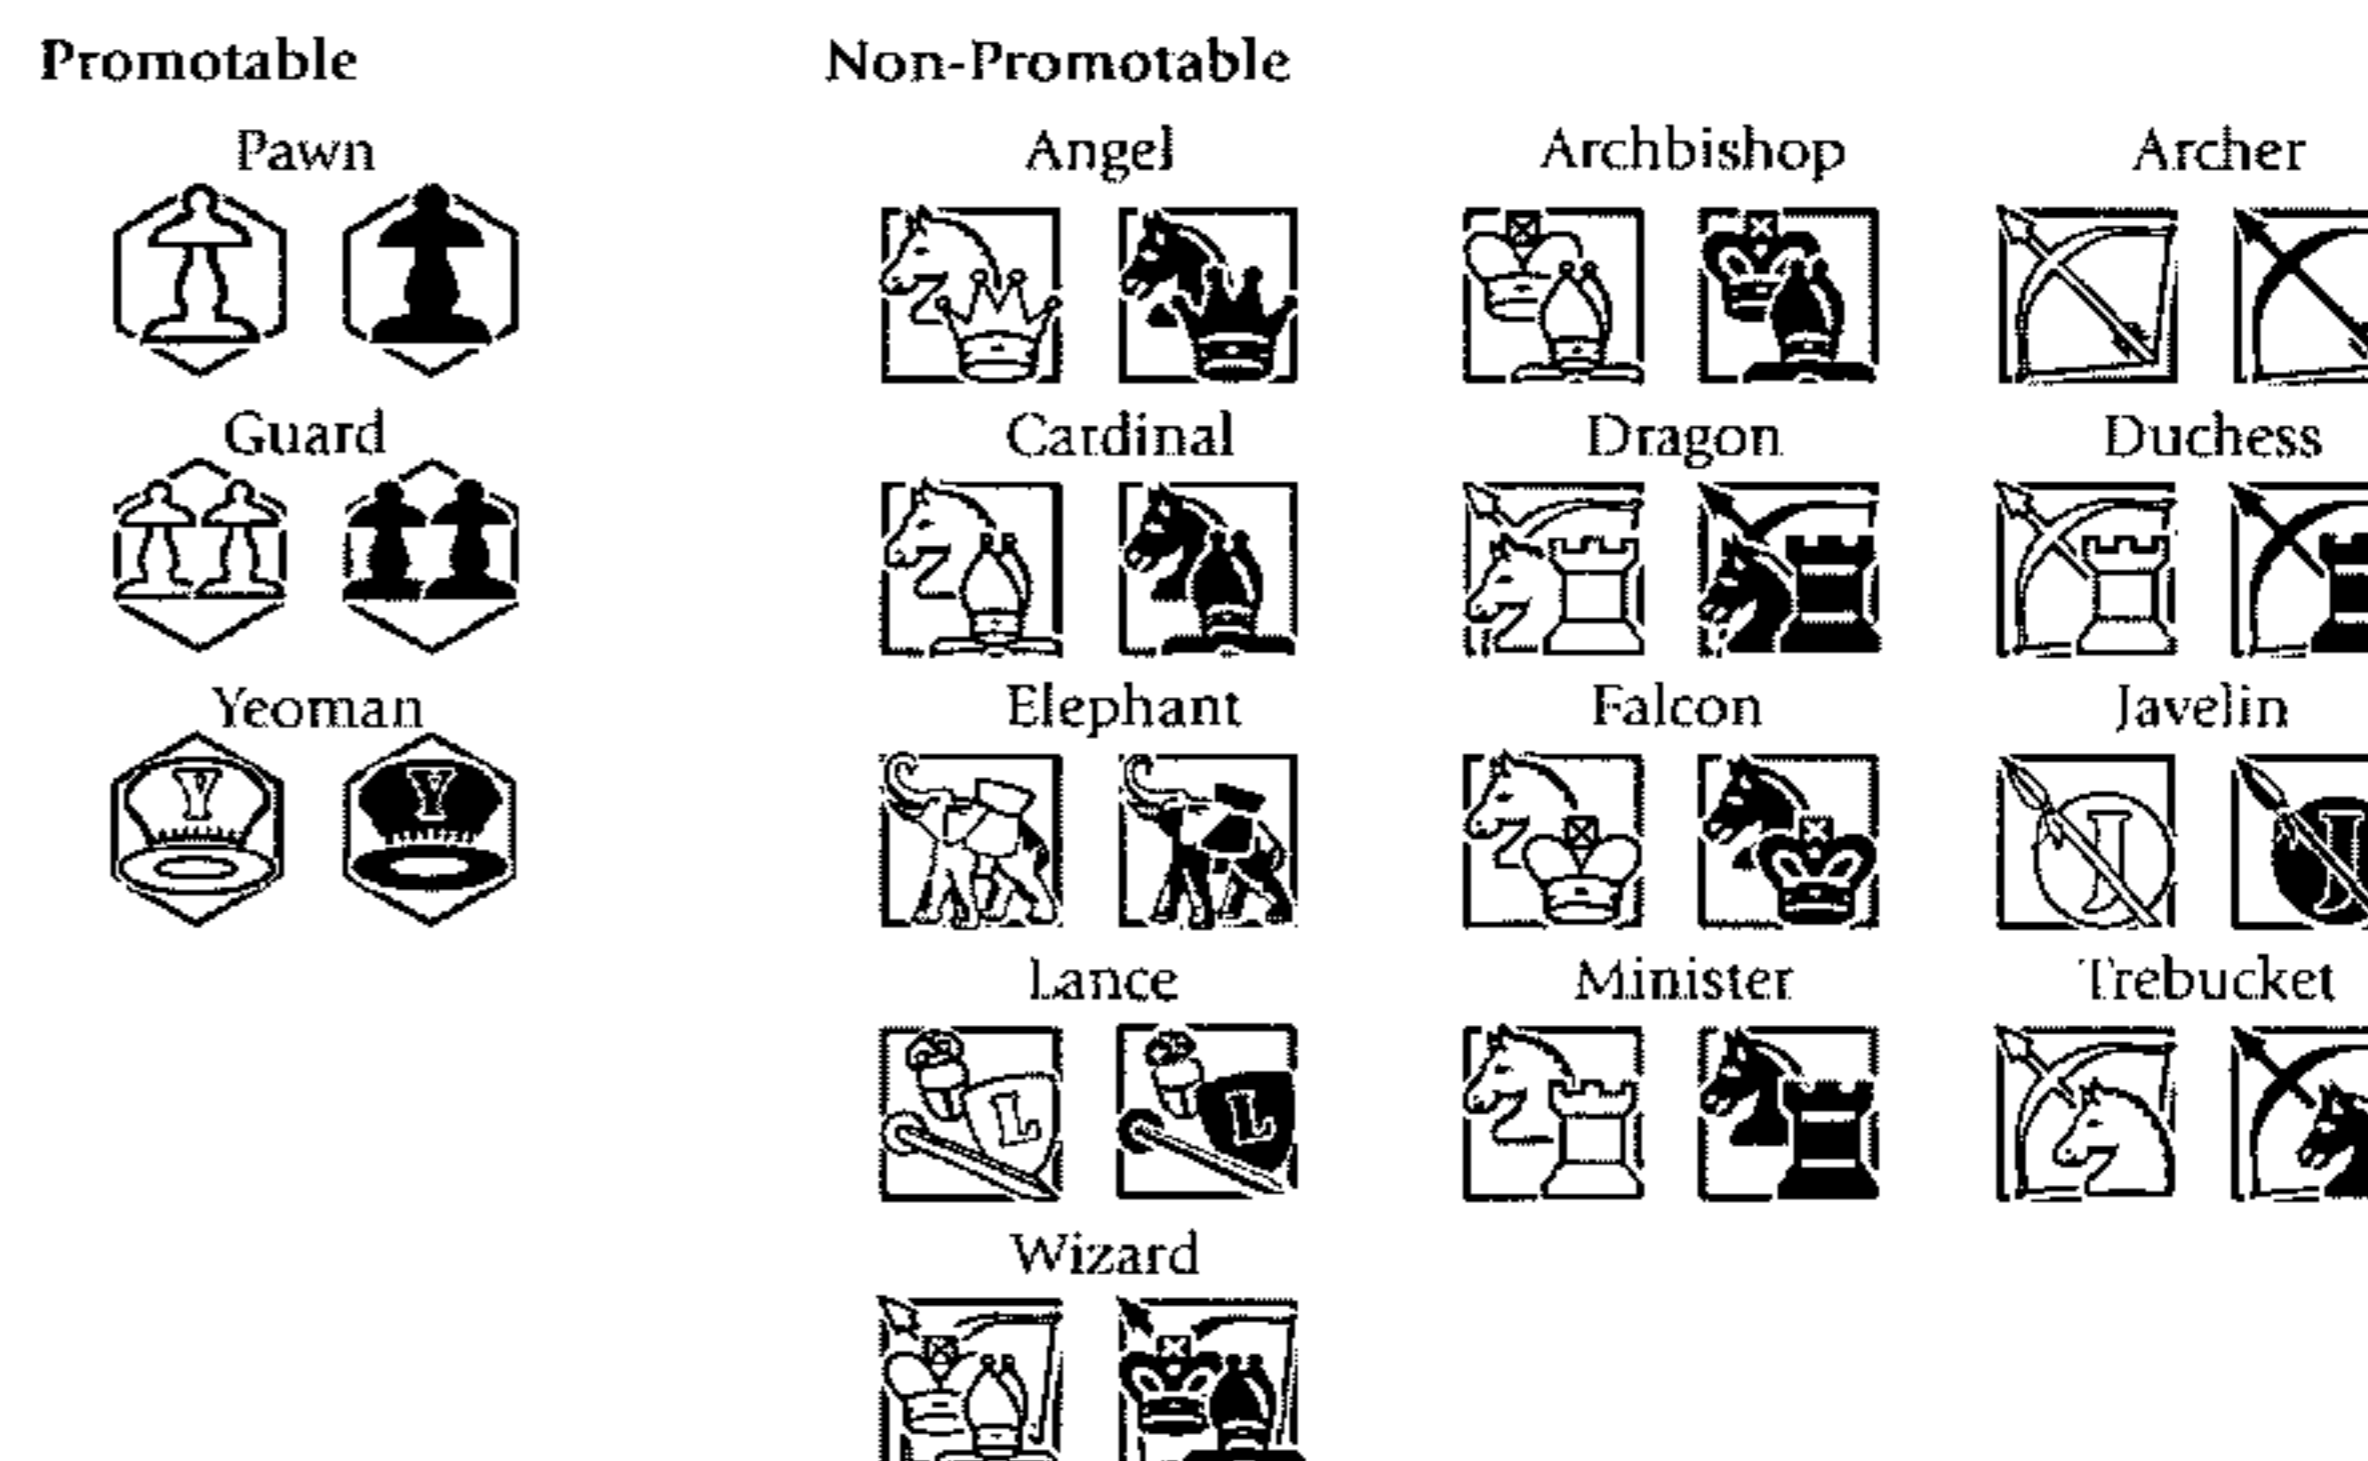 Promotable Non-Promotable
Pawn Angel Archbishop Archer
Guard Cardinal Dragon Duchess
Yeoman Elephant Falcon Javelin
Y Y J J
Lance Minister Trebucket
L L
Wizard